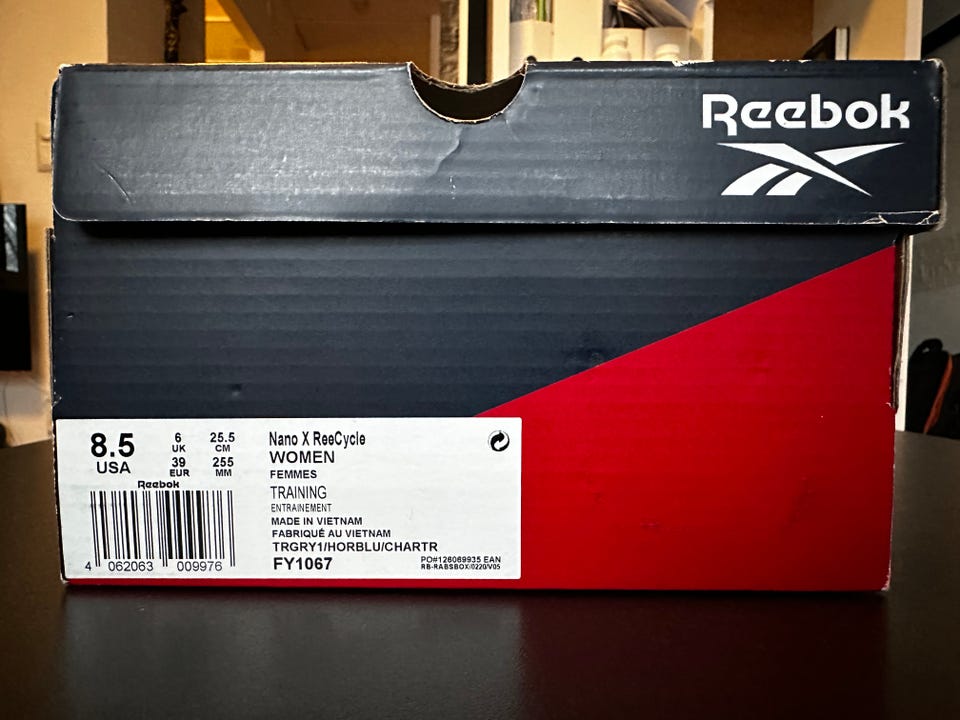 Reebok
8.5
USA
6
UK
25.5
CM
39
EUR
255
MM
Reebok
4 062063 009976
Nano X ReeCycle
WOMEN
FEMMES
TRAINING
ENTRAINEMENT
MADE IN VIETNAM
FABRIQUÉ AU VIETNAM
TRGRY1/HORBLU/CHARTR
FY1067
PO#126069935 EAN
RB-RABSBOX/0220/V05